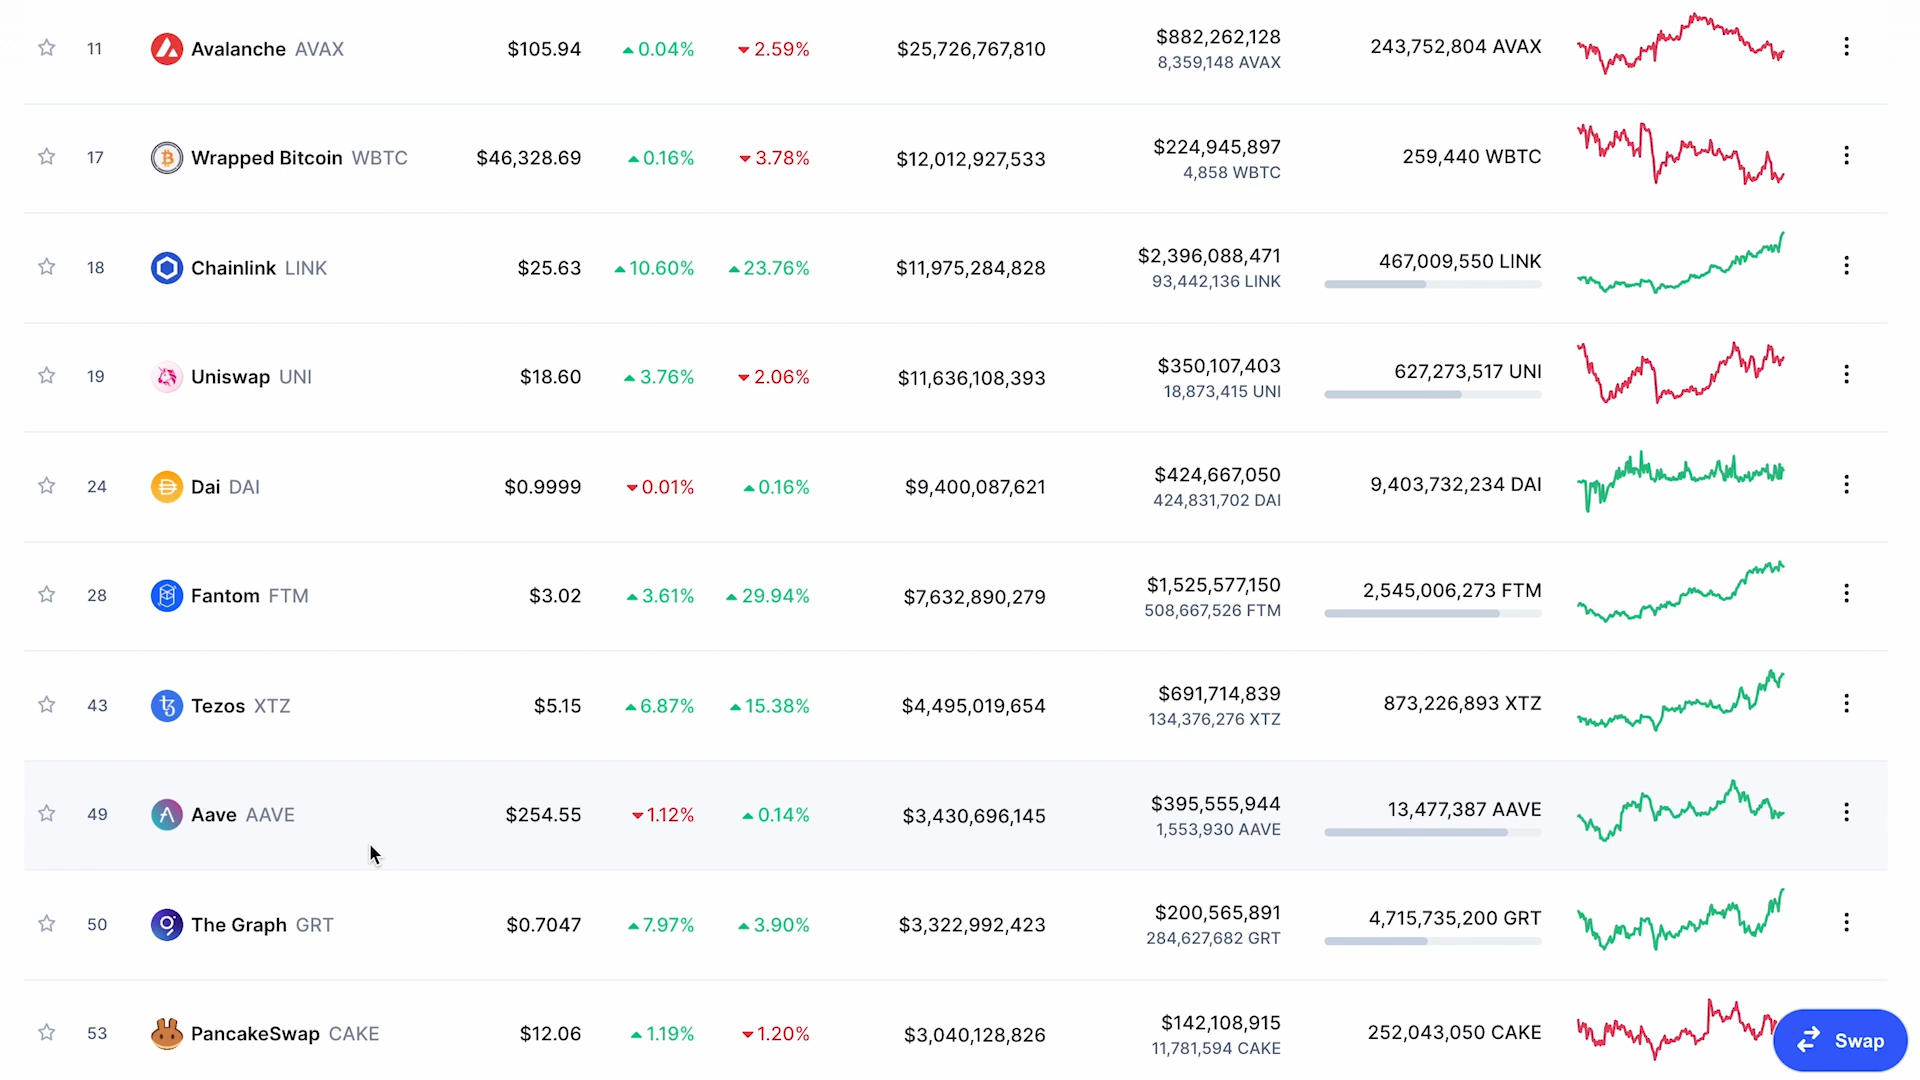 11 Avalanche AVAX $105.94 0.04% 2.59% $25,726,767,810 $882,262,128 243,752,804 AVAX
8,359,148 AVAX
17 Wrapped Bitcoin WBTC $46,328.69 0.16% 3.78% $12,012,927,533 $224,945,897 259,440 WBTC
4,858 WBTC
18 Chainlink LINK $25.63 10.60% 23.76% $11,975,284,828 $2,396,088,471 467,009,550 LINK
93,442,136 LINK
19 Uniswap UNI $18.60 3.76% 2.06% $11,636,108,393 $350,107,403 627,273,517 UNI
18,873,415 UNI
24 Dai DAI $0.9999 0.01% 0.16% $9,400,087,621 $424,667,050 9,403,732,234 DAI
424,831,702 DAI
28 Fantom FTM $3.02 3.61% 29.94% $7,632,890,279 $1,525,577,150 2,545,006,273 FTM
508,667,526 FTM
43 Tezos XTZ $5.15 6.87% 15.38% $4,495,019,654 $691,714,839 873,226,893 XTZ
134,376,276 XTZ
49 Aave AAVE $254.55 1.12% 0.14% $3,430,696,145 $395,555,944 13,477,387 AAVE
1,553,930 AAVE
50 The Graph GRT $0.7047 7.97% 3.90% $3,322,992,423 $200,565,891 4,715,735,200 GRT
284,627,682 GRT
53 PancakeSwap CAKE $12.06 1.19% 1.20% $3,040,128,826 $142,108,915 252,043,050 CAKE
11,781,594 CAKE
Swap